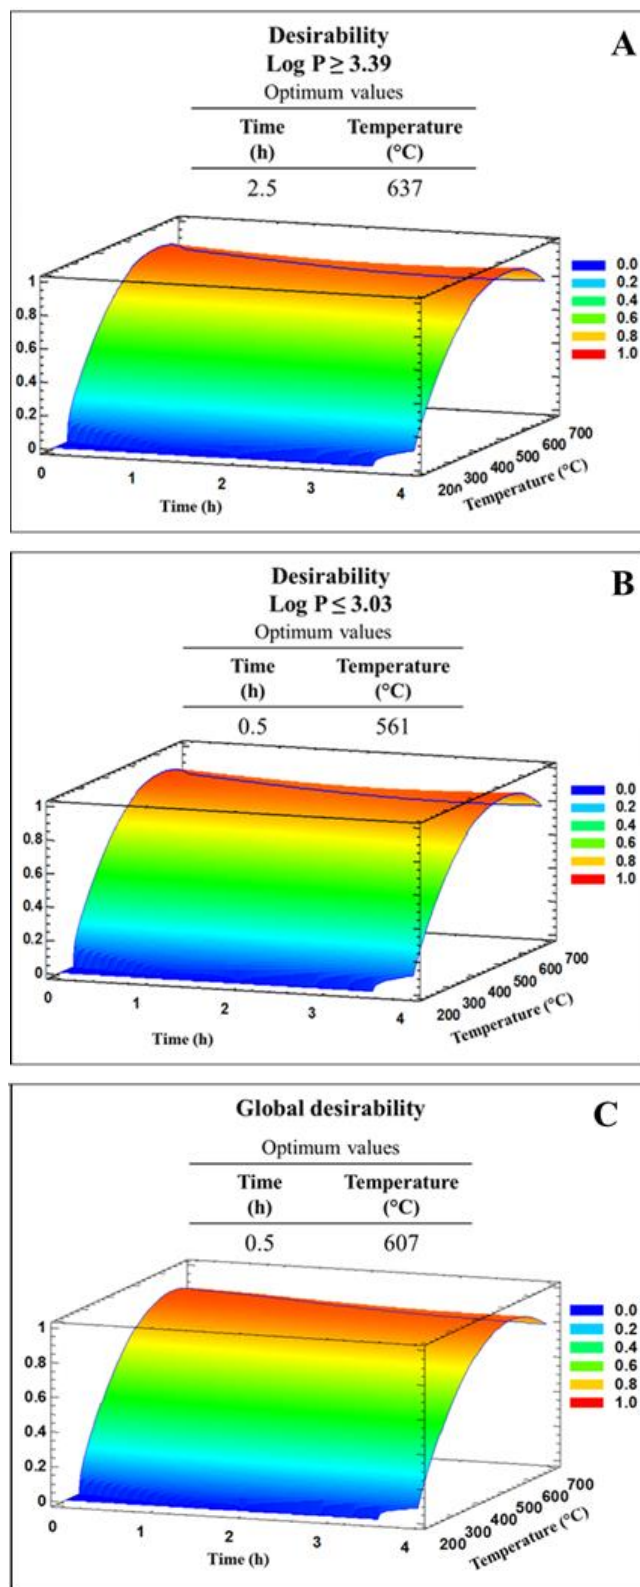 A
Desirability
Log P ≥ 3.39
Optimum values
Time Temperature
(h) (°C)
2.5 637
1
0.8
0.6
0.4
0.2
0
0 1 2 3 4
Time (h)
200 300 400 500 600 700
Temperature (°C)
0.0
0.2
0.4
0.6
0.8
1.0
B
Desirability
Log P ≤ 3.03
Optimum values
Time Temperature
(h) (°C)
0.5 561
1
0.8
0.6
0.4
0.2
0
0 1 2 3 4
Time (h)
200 300 400 500 600 700
Temperature (°C)
0.0
0.2
0.4
0.6
0.8
1.0
C
Global desirability
Optimum values
Time Temperature
(h) (°C)
0.5 607
1
0.8
0.6
0.4
0.2
0
0 1 2 3 4
Time (h)
200 300 400 500 600 700
Temperature (°C)
0.0
0.2
0.4
0.6
0.8
1.0